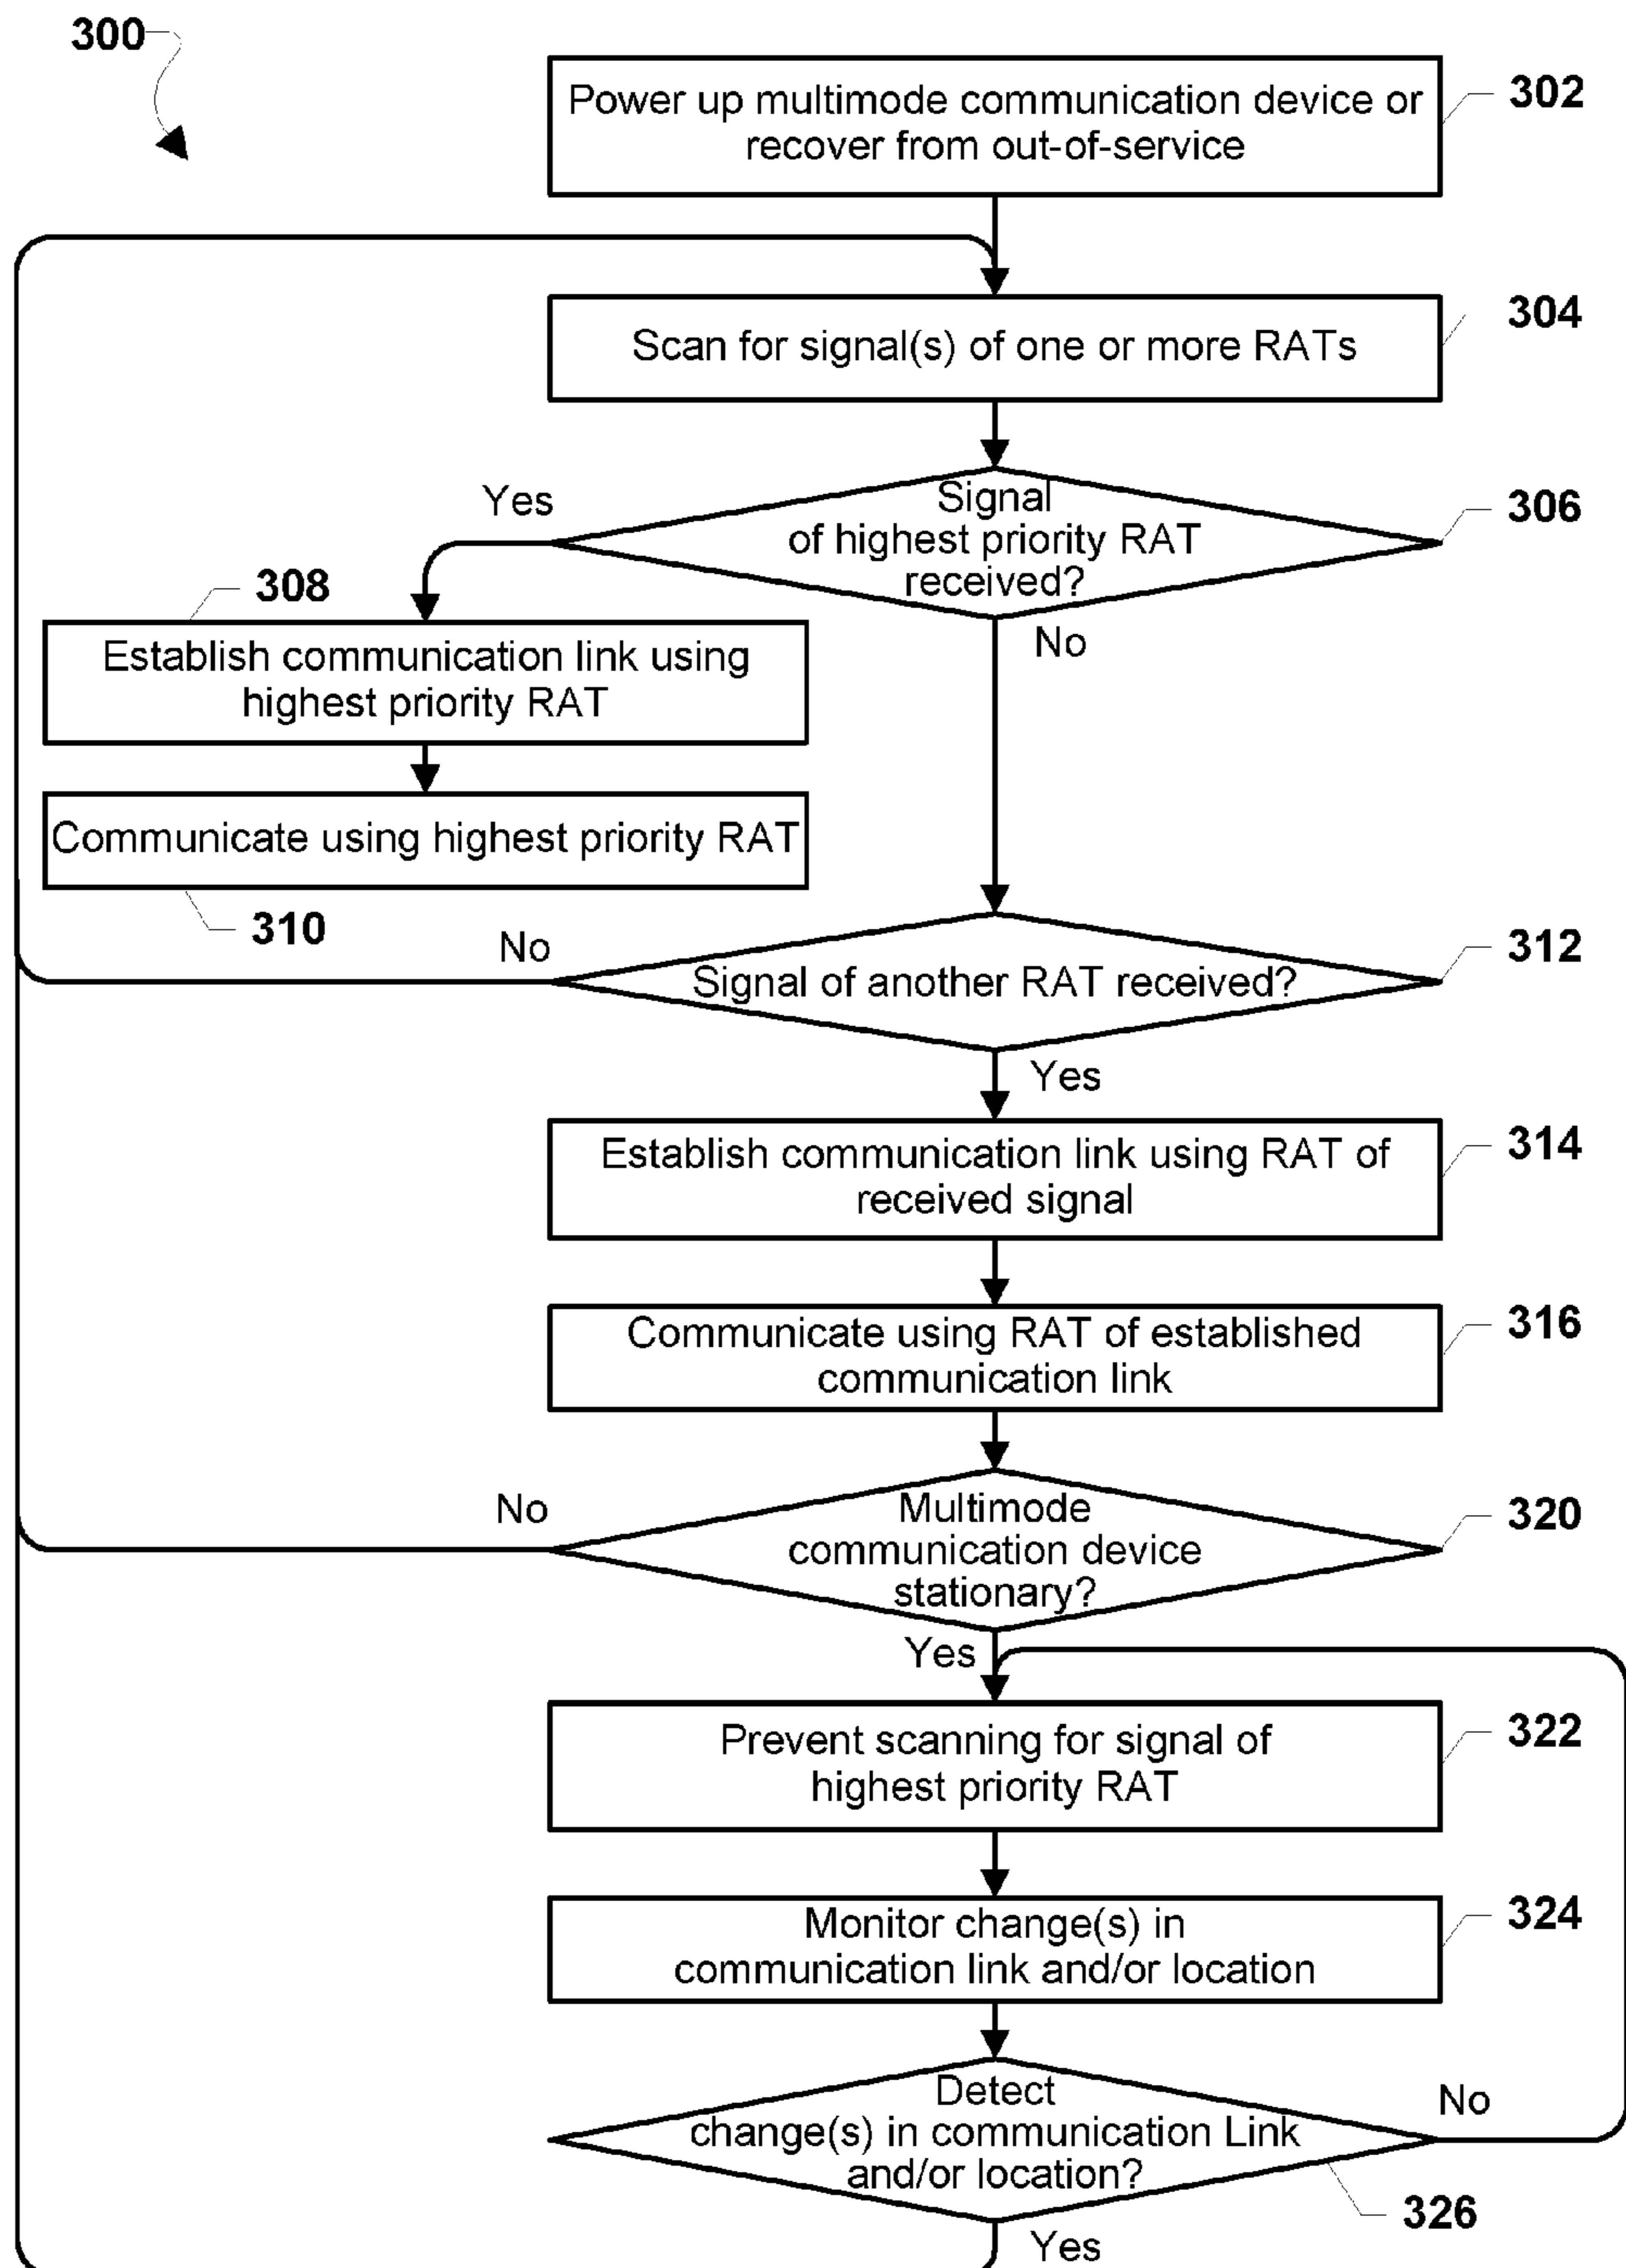 300
Power up multimode communication device or
recover from out-of-service
302
Scan for signal(s) of one or more RATs
304
Signal
of highest priority RAT
received?
306
Yes
No
308
Establish communication link using
highest priority RAT
Communicate using highest priority RAT
310
Signal of another RAT received?
312
No
Yes
Establish communication link using RAT of
received signal
314
Communicate using RAT of established
communication link
316
Multimode
communication device
stationary?
320
No
Yes
Prevent scanning for signal of
highest priority RAT
322
Monitor change(s) in
communication link and/or location
324
Detect
change(s) in communication Link
and/or location?
No
326
Yes